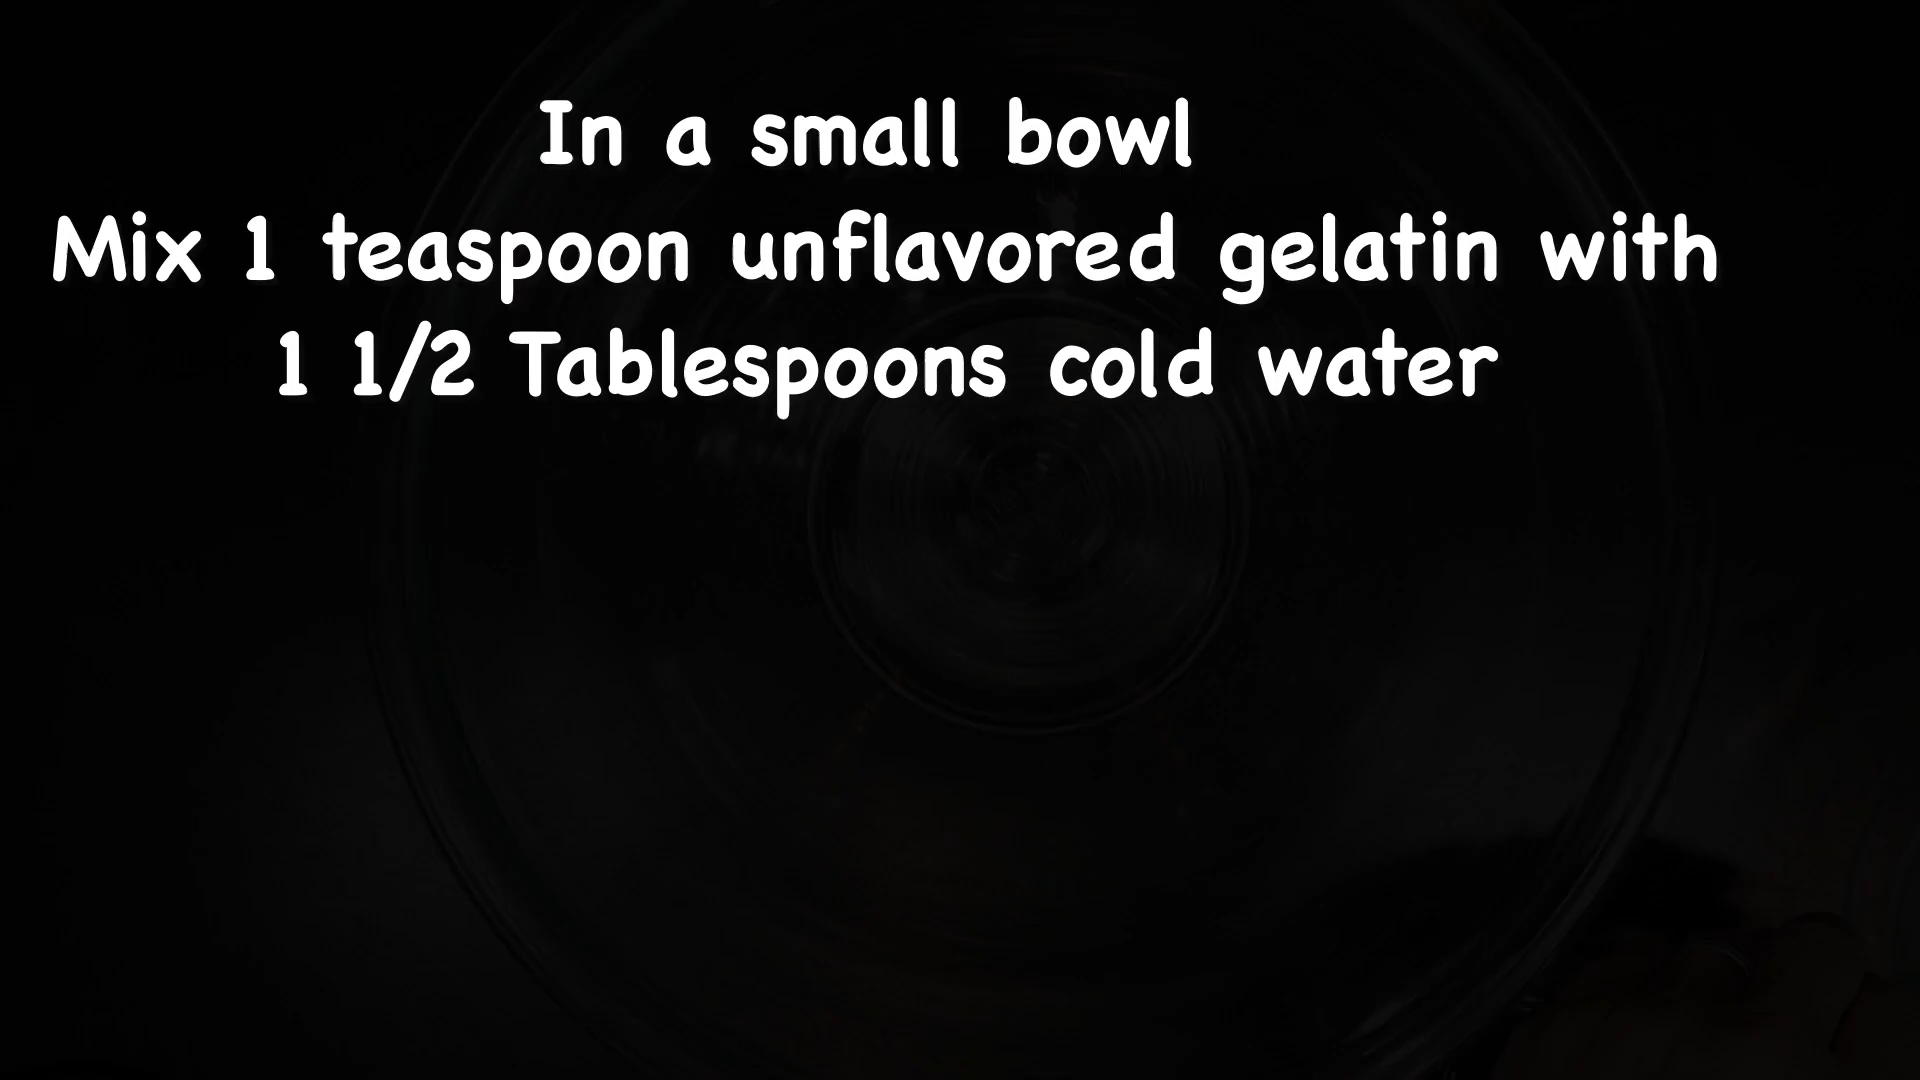 In a small bowl
Mix 1 teaspoon unflavored gelatin with
1 1/2 Tablespoons cold water